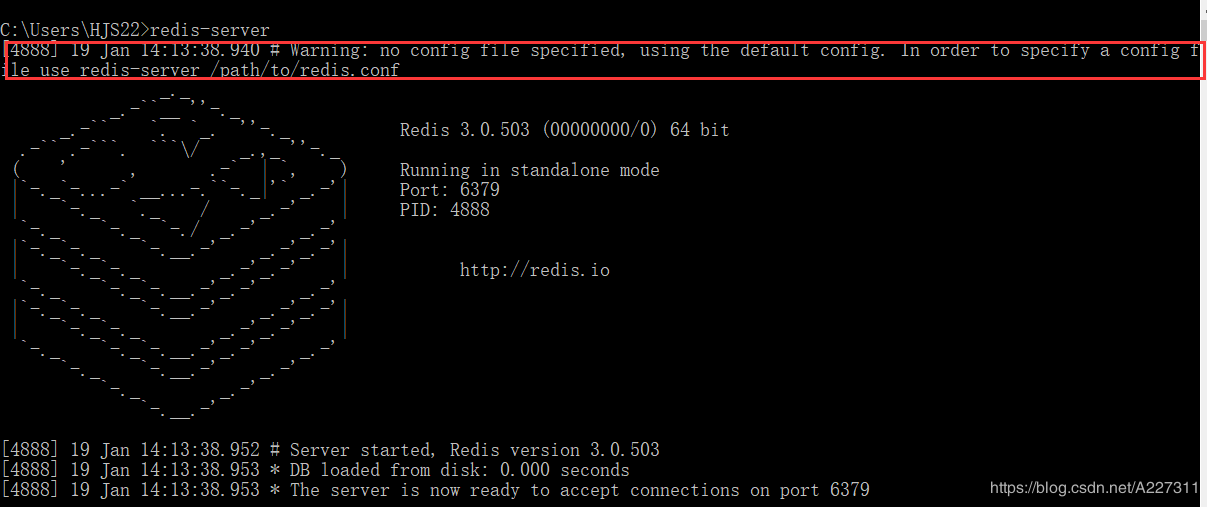 C:\Users\HJS22>redis-server
[4888] 19 Jan 14:13:38.940 # Warning: no config file specified, using the default config. In order to specify a config f
ile use redis-server /path/to/redis.conf
Redis 3.0.503 (00000000/0) 64 bit
Running in standalone mode
Port: 6379
PID: 4888
http://redis.io
[4888] 19 Jan 14:13:38.952 # Server started, Redis version 3.0.503
[4888] 19 Jan 14:13:38.953 * DB loaded from disk: 0.000 seconds
[4888] 19 Jan 14:13:38.953 * The server is now ready to accept connections on port 6379
https://blog.csdn.net/A227311